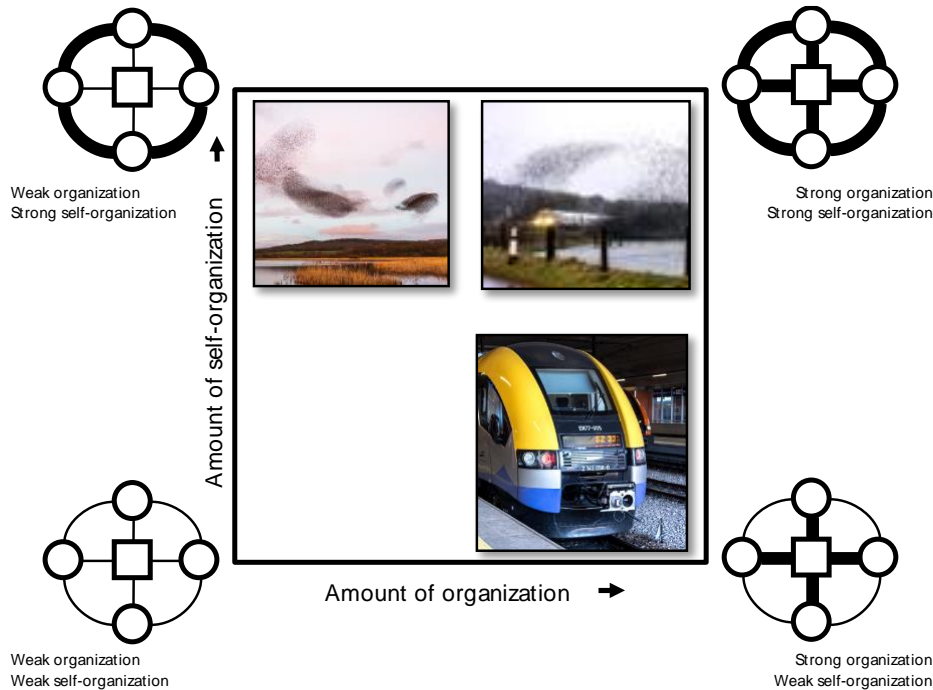 Weak organization
Strong self-organization
Strong organization
Strong self-organization
Amount of self-organization
Amount of organization
Weak organization
Weak self-organization
Strong organization
Weak self-organization